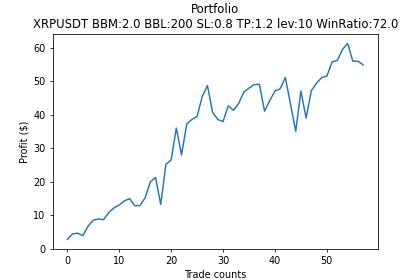 Portfolio
XRPUSDT BBM:2.0 BBL:200 SL:0.8 TP:1.2 lev:10 WinRatio:72.0
60
50
40
30
20
10
0
Profit ($)
0 10 20 30 40 50
Trade counts